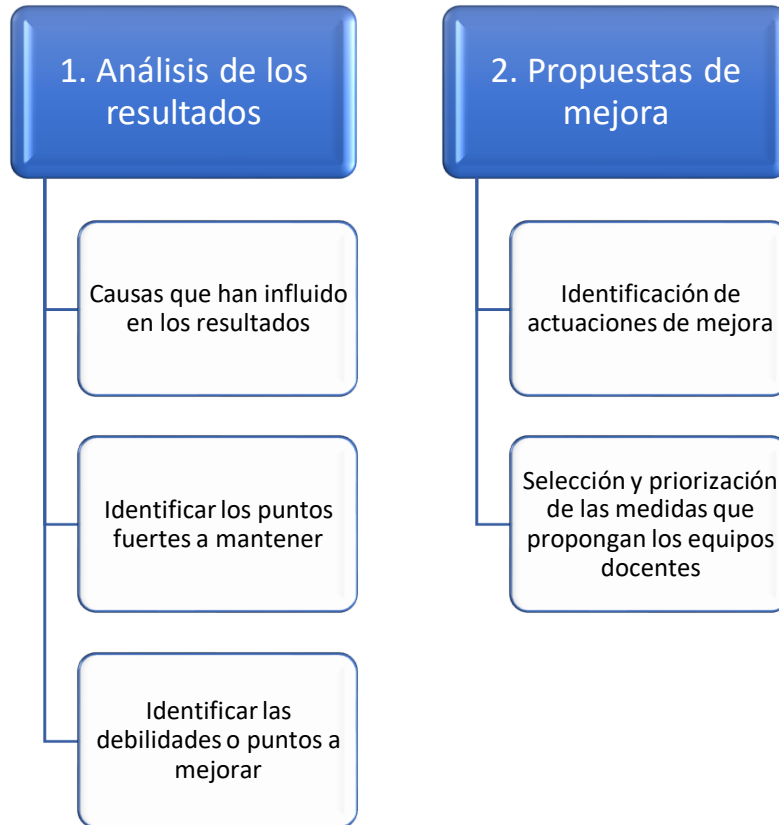 1. Análisis de los
resultados
Causas que han influido
en los resultados
Identificar los puntos
fuertes a mantener
Identificar las
debilidades o puntos a
mejorar
2. Propuestas de
mejora
Identificación de
actuaciones de mejora
Selección y priorización
de las medidas que
propongan los equipos
docentes